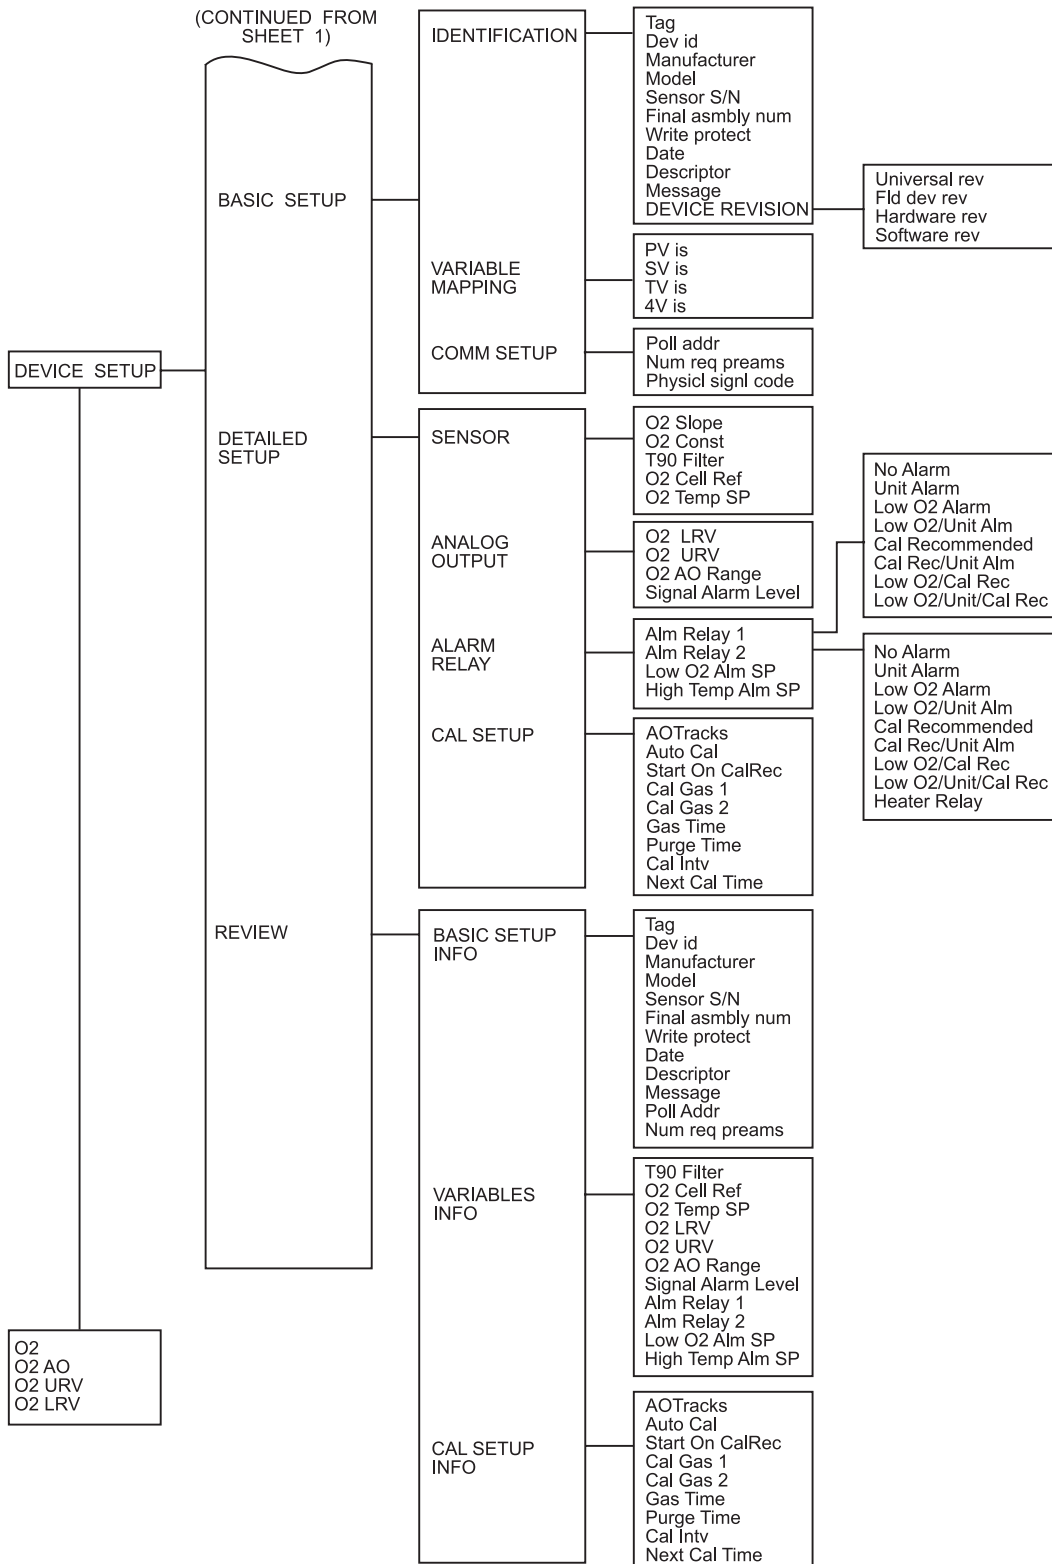 (CONTINUED FROM
SHEET 1)
DEVICE SETUP
O2
O2 AO
O2 URV
O2 LRV
BASIC SETUP
DETAILED
SETUP
REVIEW
IDENTIFICATION
VARIABLE
MAPPING
COMM SETUP
Tag
Dev id
Manufacturer
Model
Sensor S/N
Final asmbly num
Write protect
Date
Descriptor
Message
DEVICE REVISION
Universal rev
Fld dev rev
Hardware rev
Software rev
PV is
SV is
TV is
4V is
Poll addr
Num req preams
Physicl signl code
SENSOR
ANALOG
OUTPUT
ALARM
RELAY
CAL SETUP
O2 Slope
O2 Const
T90 Filter
O2 Cell Ref
O2 Temp SP
O2 LRV
O2 URV
O2 AO Range
Signal Alarm Level
Alm Relay 1
Alm Relay 2
Low O2 Alm SP
High Temp Alm SP
No Alarm
Unit Alarm
Low O2 Alarm
Low O2/Unit Alm
Cal Recommended
Cal Rec/Unit Alm
Low O2/Cal Rec
Low O2/Unit/Cal Rec
No Alarm
Unit Alarm
Low O2 Alarm
Low O2/Unit Alm
Cal Recommended
Cal Rec/Unit Alm
Low O2/Cal Rec
Low O2/Unit/Cal Rec
Heater Relay
AOTracks
Auto Cal
Start On CalRec
Cal Gas 1
Cal Gas 2
Gas Time
Purge Time
Cal Intv
Next Cal Time
BASIC SETUP
INFO
VARIABLES
INFO
CAL SETUP
INFO
Tag
Dev id
Manufacturer
Model
Sensor S/N
Final asmbly num
Write protect
Date
Descriptor
Message
Poll Addr
Num req preams
T90 Filter
O2 Cell Ref
O2 Temp SP
O2 LRV
O2 URV
O2 AO Range
Signal Alarm Level
Alm Relay 1
Alm Relay 2
Low O2 Alm SP
High Temp Alm SP
AOTracks
Auto Cal
Start On CalRec
Cal Gas 1
Cal Gas 2
Gas Time
Purge Time
Cal Intv
Next Cal Time